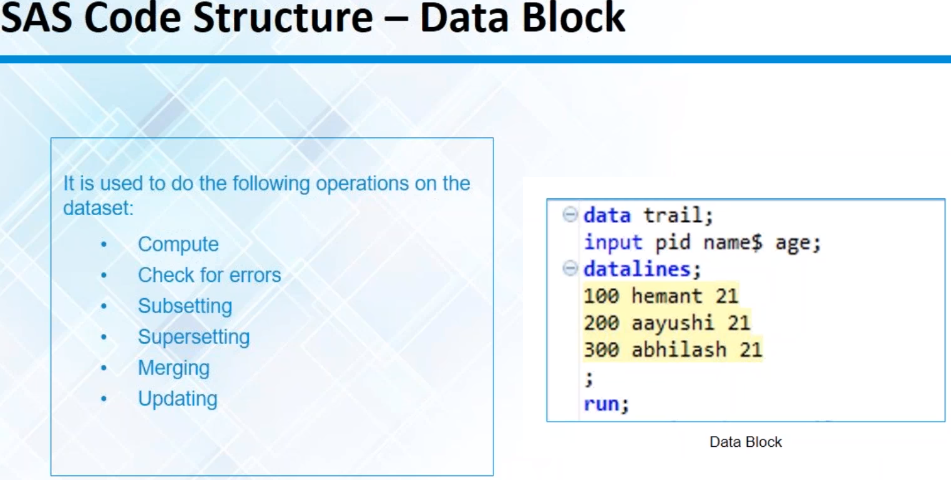 SAS Code Structure – Data Block
It is used to do the following operations on the
dataset:
• Compute
• Check for errors
• Subsetting
• Supersetting
• Merging
• Updating
data trail;
input pid name$ age;
datalines;
100 hemant 21
200 aayushi 21
300 abhilash 21
;
run;
Data Block